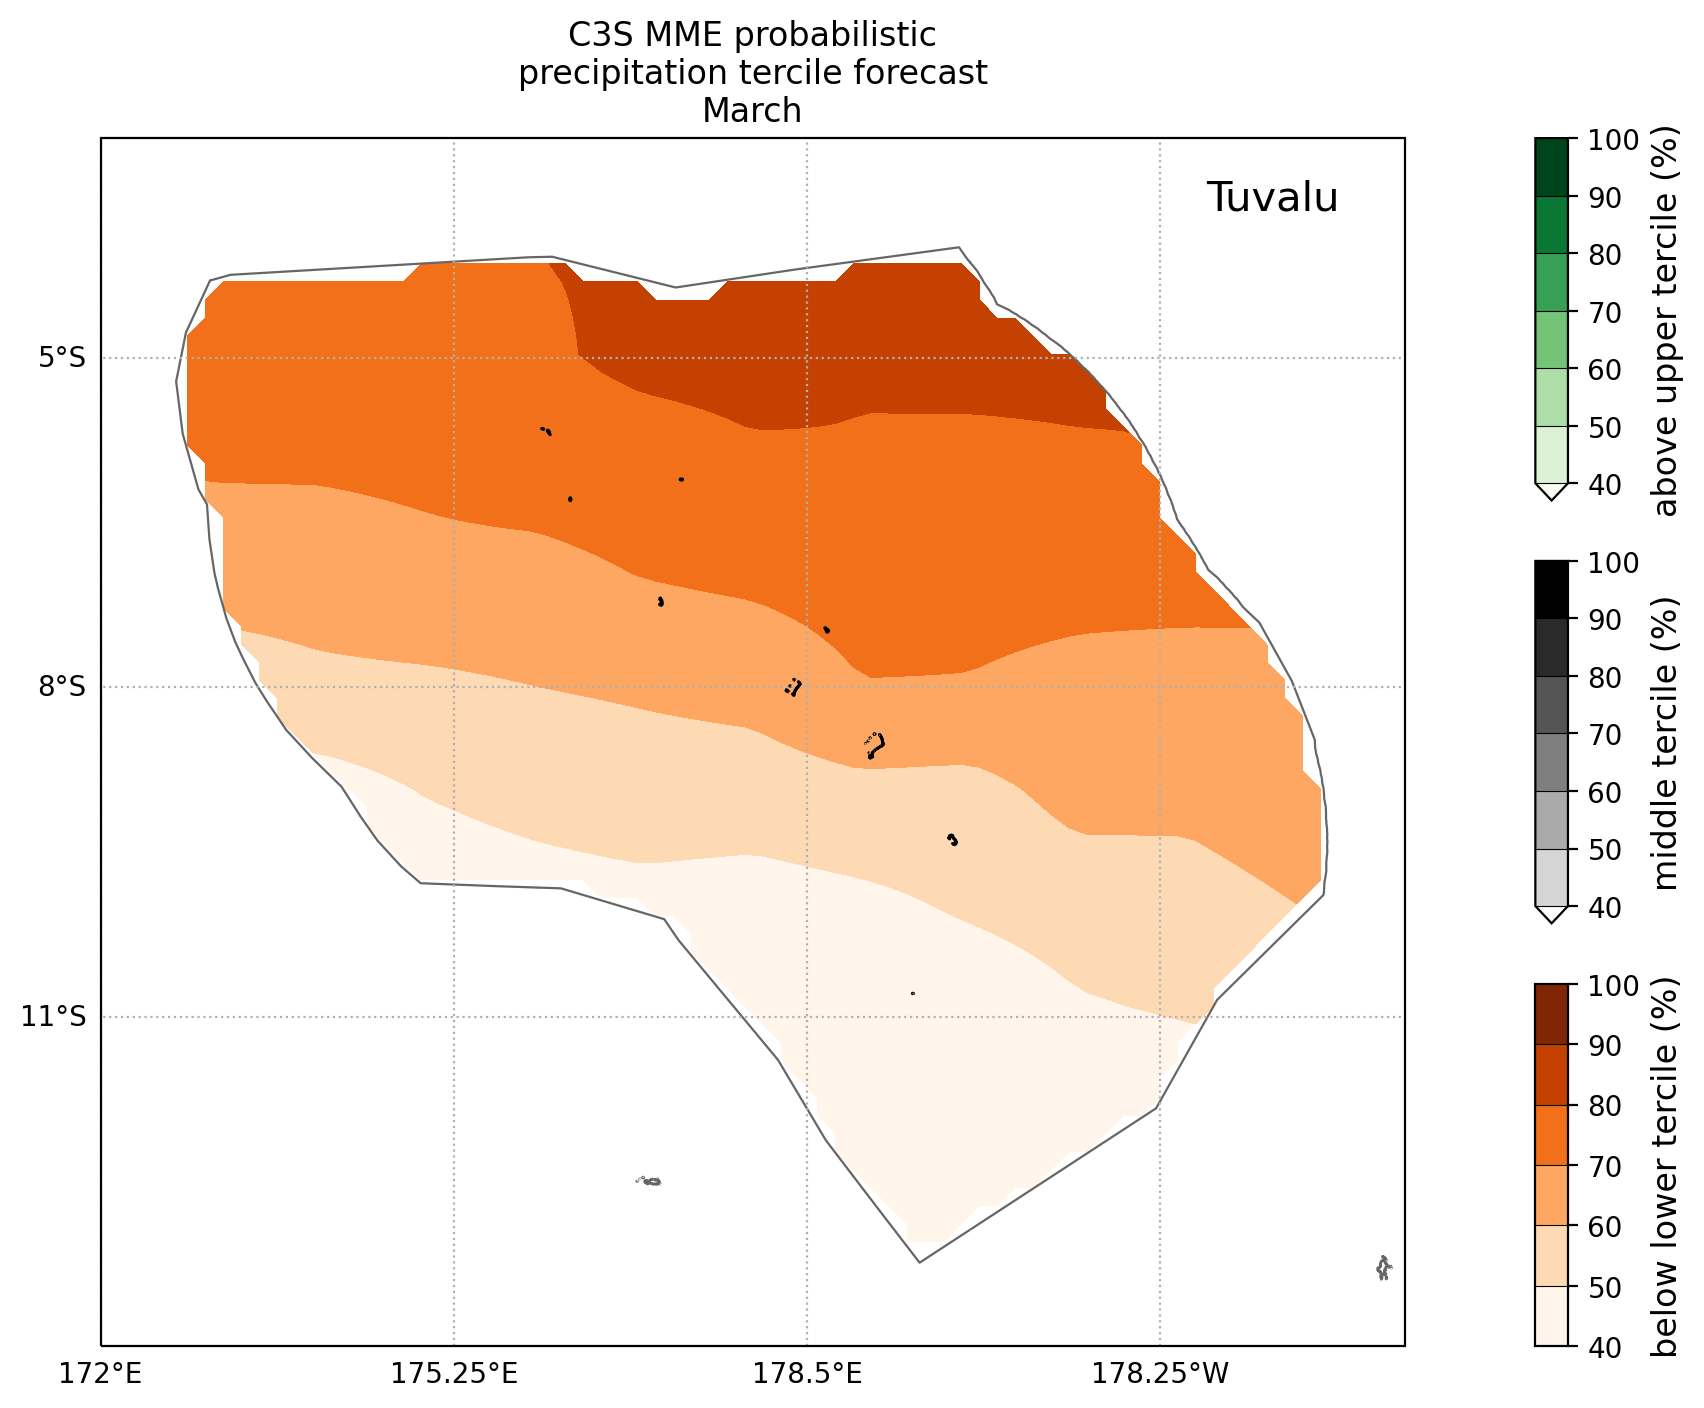 C3S MME probabilistic
precipitation tercile forecast
March
Tuvalu
5°S
8°S
11°S
172°E
175.25°E
178.5°E
178.25°W
100
90
80
70
60
50
40
above upper tercile (%)
100
90
80
70
60
50
40
middle tercile (%)
100
90
80
70
60
50
40
below lower tercile (%)